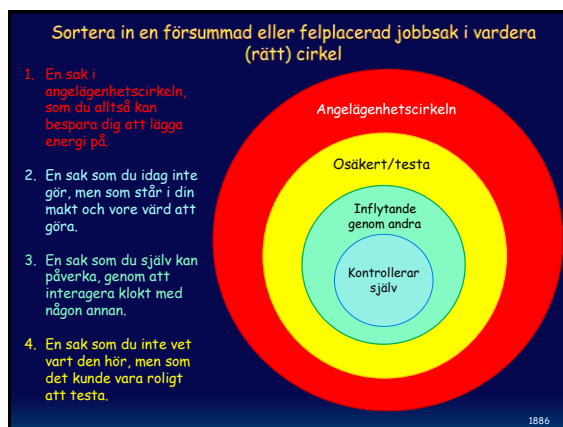 Sortera in en försummad eller felplacerad jobbsak i vardera
(rätt) cirkel
1. En sak i
angelägenhetscirkeln,
som du alltså kan
bespara dig att lägga
energi på.
2. En sak som du idag inte
gör, men som står i din
makt och vore värd att
göra.
3. En sak som du själv kan
påverka, genom att
interagera klokt med
någon annan.
4. En sak som du inte vet
vart den hör, men som
det kunde vara roligt
att testa.
Angelägenhetscirkeln
Osäkert/testa
Inflytande
genom andra
Kontrollerar
själv
1886